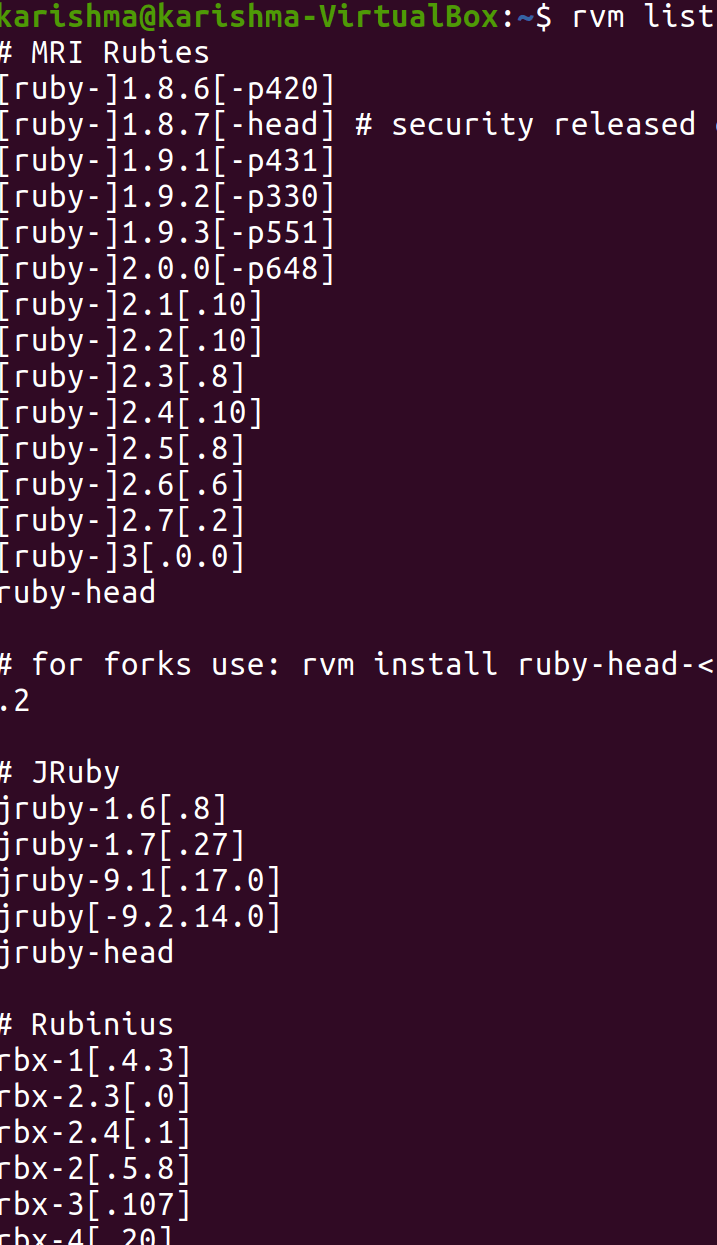 karishma@karishma-VirtualBox:~$ rvm list
# MRI Rubies
[ruby-]1.8.6[-p420]
[ruby-]1.8.7[-head] # security released
[ruby-]1.9.1[-p431]
[ruby-]1.9.2[-p330]
[ruby-]1.9.3[-p551]
[ruby-]2.0.0[-p648]
[ruby-]2.1[.10]
[ruby-]2.2[.10]
[ruby-]2.3[.8]
[ruby-]2.4[.10]
[ruby-]2.5[.8]
[ruby-]2.6[.6]
[ruby-]2.7[.2]
[ruby-]3[.0.0]
ruby-head
# for forks use: rvm install ruby-head-<
.2
# JRuby
jruby-1.6[.8]
jruby-1.7[.27]
jruby-9.1[.17.0]
jruby[-9.2.14.0]
jruby-head
# Rubinius
rbx-1[.4.3]
rbx-2.3[.0]
rbx-2.4[.1]
rbx-2[.5.8]
rbx-3[.107]
rbx-4[.20]